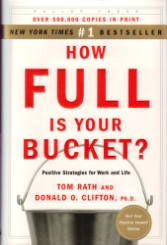 OVER 500,000 COPIES IN PRINT
NEW YORK TIMES #1 BESTSELLER
HOW
FULL
IS YOUR
BUCKET?
Positive Strategies for Work and Life
TOM RATH AND
DONALD O. CLIFTON, Ph.D.